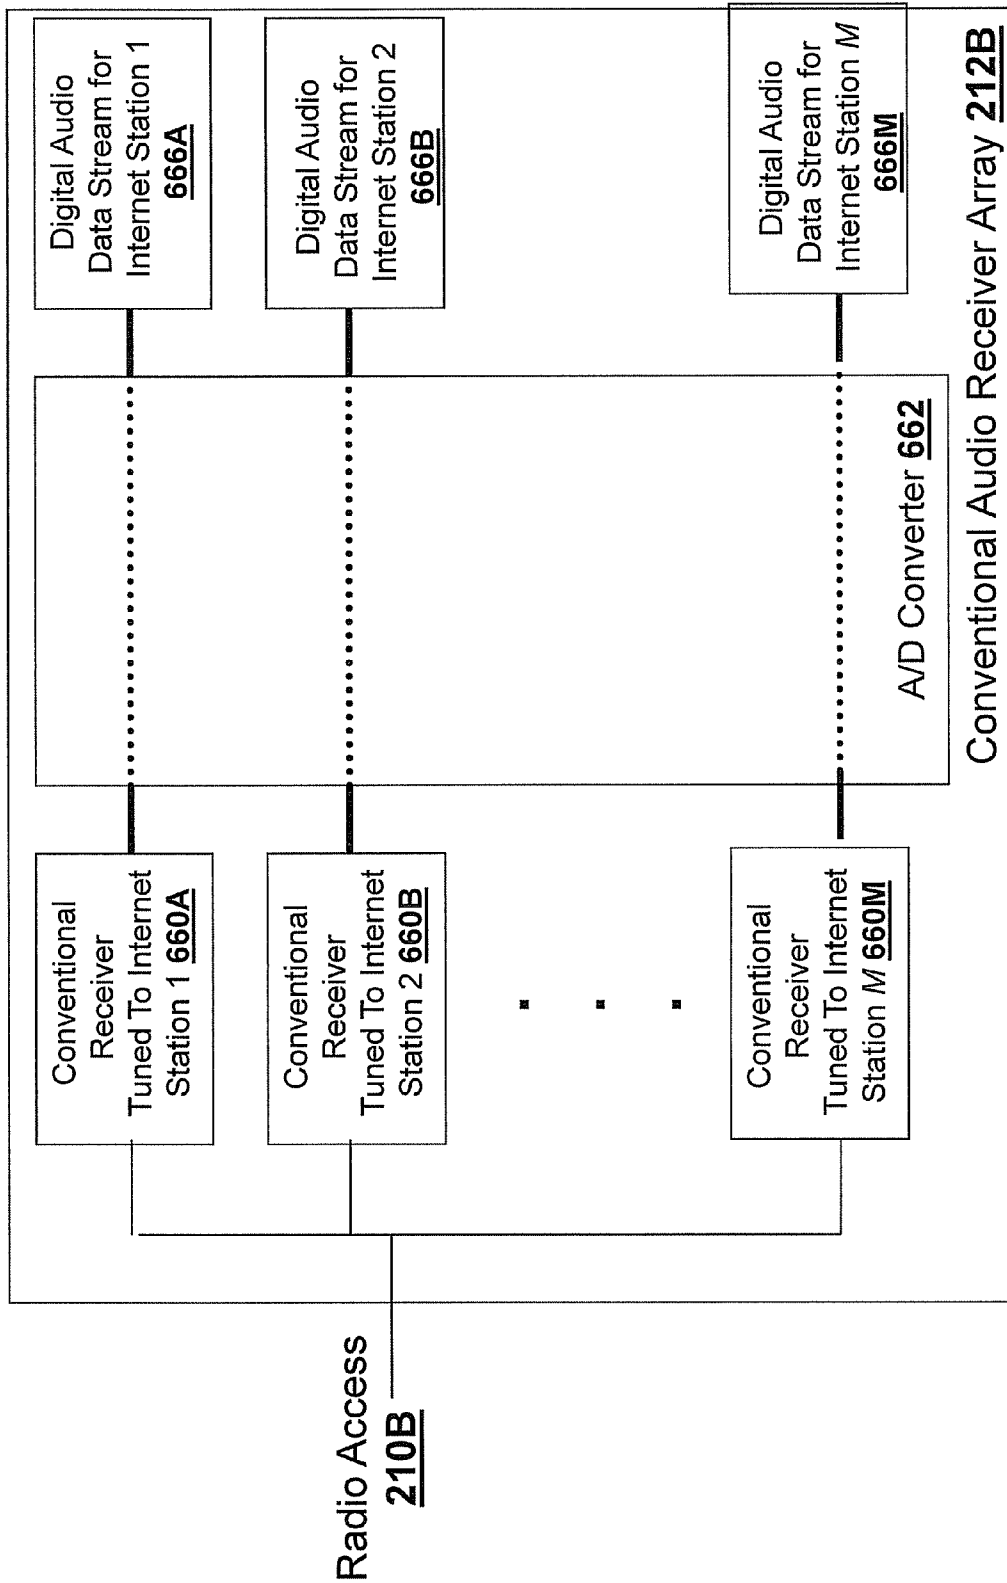 Radio Access
210B
Conventional
Receiver
Tuned To Internet
Station 1 660A
Conventional
Receiver
Tuned To Internet
Station 2 660B
Conventional
Receiver
Tuned To Internet
Station M 660M
A/D Converter 662
Digital Audio
Data Stream for
Internet Station 1
666A
Digital Audio
Data Stream for
Internet Station 2
666B
Digital Audio
Data Stream for
Internet Station M
666M
Conventional Audio Receiver Array 212B